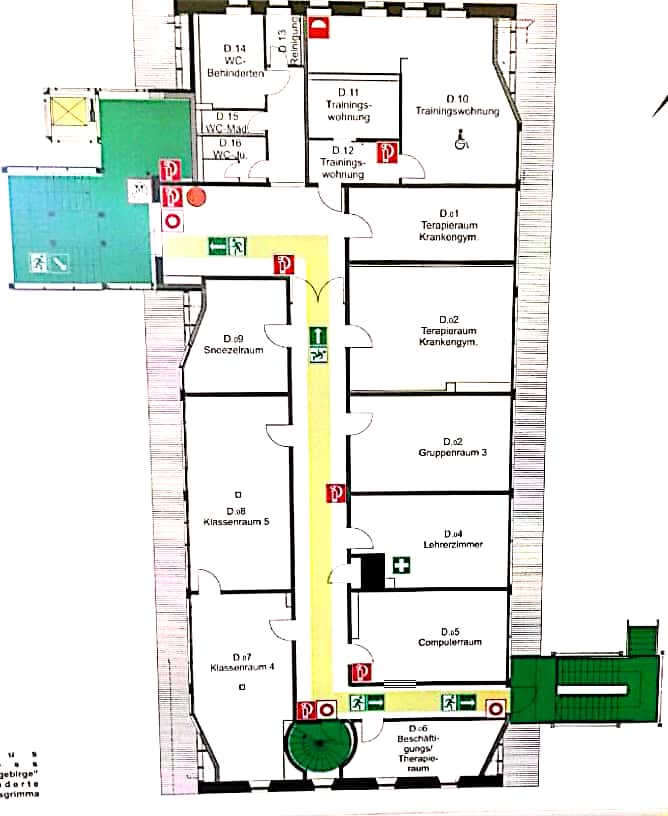 D.14
WC-
Behinderten
D.13
Reinigung
D.15
WC-Mäd.
D.16
WC-Ju.
D.11
Trainings-
wohnung
D.12
Trainings-
wohnung
D.10
Trainingswohnung
D.01
Terapieraum
Krankengym.
D.02
Terapieraum
Krankengym.
D.09
Snoezelraum
D.02
Gruppenraum 3
D.08
Klassenraum 5
D.04
Lehrerzimmer
D.05
Computerraum
D.07
Klassenraum 4
D.06
Beschäfti-
gungs/
Therapie-
raum
u s
e s
gebirge"
nderte
sgrimma